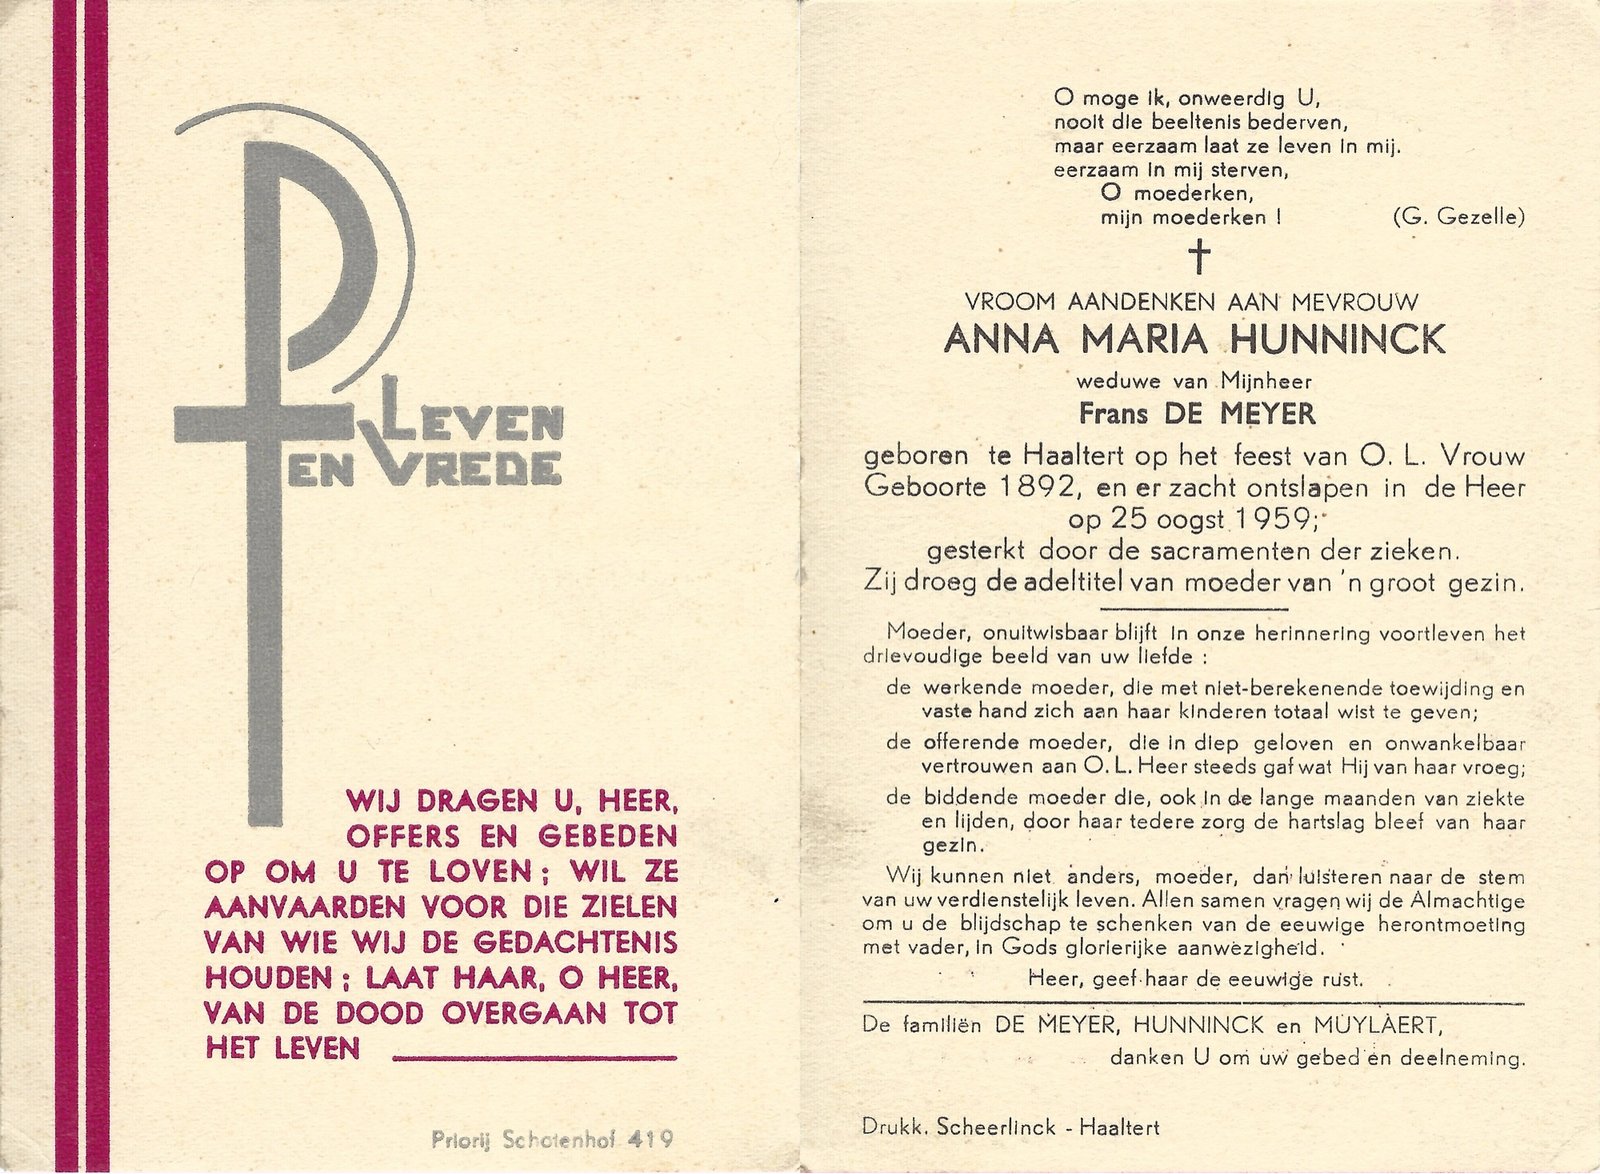 LEVEN
EN VREDE
WIJ DRAGEN U, HEER,
OFFERS EN GEBEDEN
OP OM U TE LOVEN; WIL ZE
AANVAARDEN VOOR DIE ZIELEN
VAN WIE WIJ DE GEDACHTENIS
HOUDEN; LAAT HAAR, O HEER,
VAN DE DOOD OVERGAAN TOT
HET LEVEN
Priorij Schotenhof 419
O moge ik, onweerdig U,
nooit die beeltenis bederven,
maar eerzaam laat ze leven in mij.
eerzaam in mij sterven,
O moederken,
mijn moederken ! (G. Gezelle)
VROOM AANDENKEN AAN MEVROUW
ANNA MARIA HUNNINCK
weduwe van Mijnheer
Frans DE MEYER
geboren te Haaltert op het feest van O. L. Vrouw
Geboorte 1892, en er zacht ontslapen in de Heer
op 25 oogst 1959;
gesterkt door de sacramenten der zieken.
Zij droeg de adeltitel van moeder van 'n groot gezin.
Moeder, onuitwisbaar blijft in onze herinnering voortleven het
drievoudige beeld van uw liefde :
de werkende moeder, die met niet-berekenende toewijding en
vaste hand zich aan haar kinderen totaal wist te geven;
de offerende moeder, die in diep geloven en onwankelbaar
vertrouwen aan O. L. Heer steeds gaf wat Hij van haar vroeg;
de biddende moeder die, ook in de lange maanden van ziekte
en lijden, door haar tedere zorg de hartslag bleef van haar
gezin.
Wij kunnen niet anders, moeder, dan luisteren naar de stem
van uw verdienstelijk leven. Allen samen vragen wij de Almachtige
om u de blijdschap te schenken van de eeuwige herontmoeting
met vader, in Gods glorierijke aanwezigheid.
Heer, geef haar de eeuwige rust.
De familiën DE MEYER, HUNNINCK en MUYLAERT,
danken U om uw gebed en deelneming.
Drukk. Scheerlinck - Haaltert